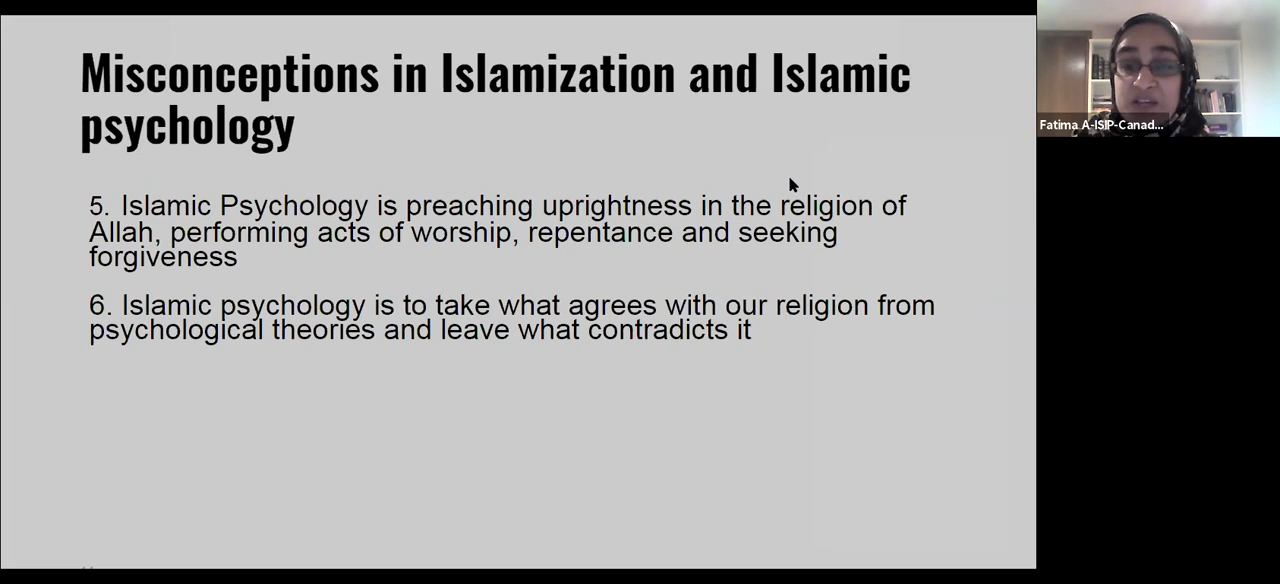 Misconceptions in Islamization and Islamic
psychology
5. Islamic Psychology is preaching uprightness in the religion of
Allah, performing acts of worship, repentance and seeking
forgiveness
6. Islamic psychology is to take what agrees with our religion from
psychological theories and leave what contradicts it
Fatima A-ISIP-Canad...